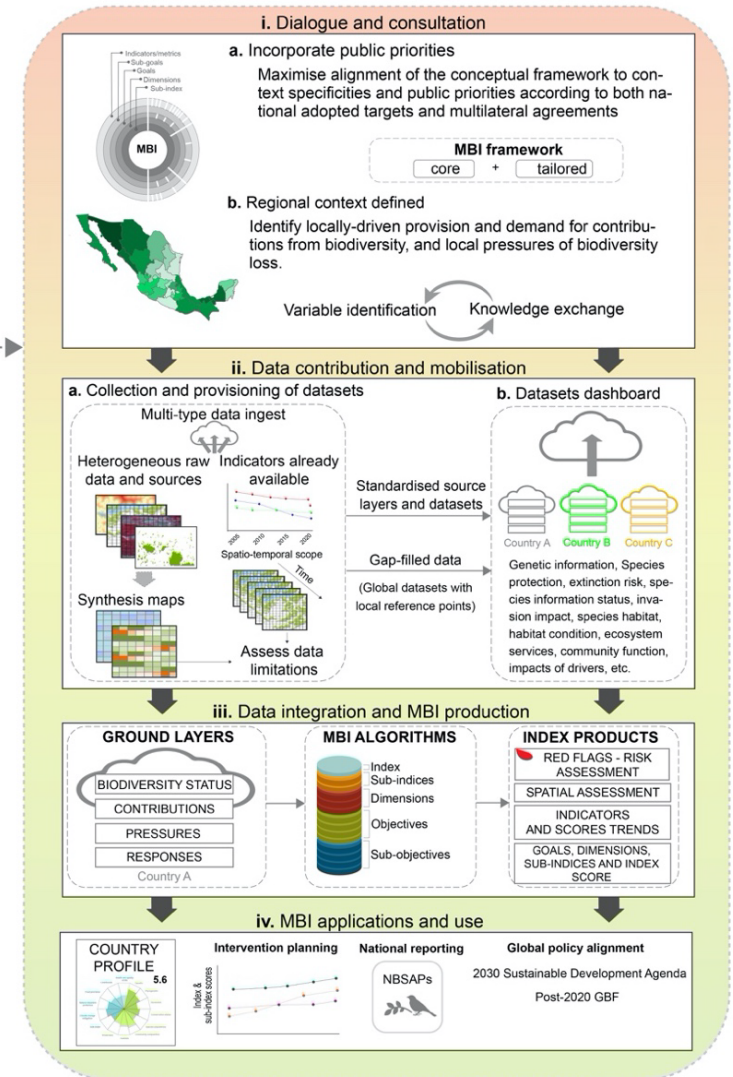 i. Dialogue and consultation
Indicators/metrics
Sub-goals
Goals
Dimensions
Sub-index
MBI
a. Incorporate public priorities
Maximise alignment of the conceptual framework to con-
text specificities and public priorities according to both na-
tional adopted targets and multilateral agreements
MBI framework
core + tailored
b. Regional context defined
Identify locally-driven provision and demand for contribu-
tions from biodiversity, and local pressures of biodiversity
loss.
Variable identification
Knowledge exchange
ii. Data contribution and mobilisation
a. Collection and provisioning of datasets
Multi-type data ingest
Heterogeneous raw
data and sources
Indicators already
available
2005
2010
2015
2020
Spatio-temporal scope
Time
Synthesis maps
Assess data
limitations
Standardised source
layers and datasets
Gap-filled data
(Global datasets with
local reference points)
b. Datasets dashboard
Country A
Country B
Country C
Genetic information, Species
protection, extinction risk, spe-
cies information status, inva-
sion impact, species habitat,
habitat condition, ecosystem
services, community function,
impacts of drivers, etc.
iii. Data integration and MBI production
GROUND LAYERS
BIODIVERSITY STATUS
CONTRIBUTIONS
PRESSURES
RESPONSES
Country A
MBI ALGORITHMS
Index
Sub-indices
Dimensions
Objectives
Sub-objectives
INDEX PRODUCTS
RED FLAGS - RISK
ASSESSMENT
SPATIAL ASSESSMENT
INDICATORS
AND SCORES TRENDS
GOALS, DIMENSIONS,
SUB-INDICES AND INDEX
SCORE
iv. MBI applications and use
COUNTRY
PROFILE
5.6
Intervention planning
Index &
sub-index scores
National reporting
NBSAPs
Global policy alignment
2030 Sustainable Development Agenda
Post-2020 GBF